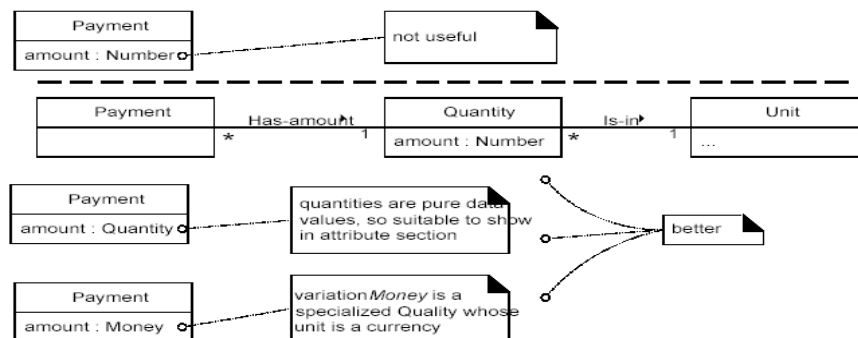 Payment
amount : Number
not useful
Payment
Has-amount
*
1
Quantity
amount : Number
*
Is-in
1
Unit
...
Payment
amount : Quantity
quantities are pure data
values, so suitable to show
in attribute section
better
Payment
amount : Money
variation Money is a
specialized Quality whose
unit is a currency